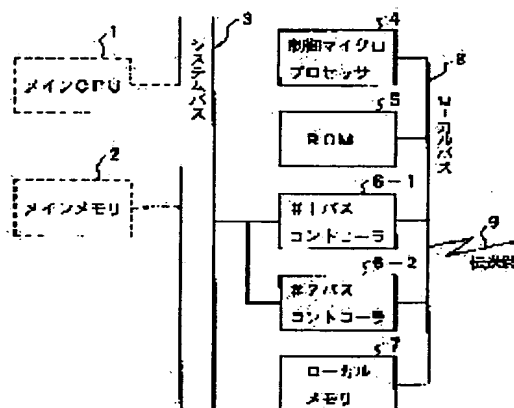 1
メインCPU
2
メインメモリ
3
システムバス
4
制御マイクロ
プロセッサ
5
ROM
6-1
#1バス
コントローラ
6-2
#2バス
コントローラ
7
ローカル
メモリ
8
ローカルバス
9
伝送路